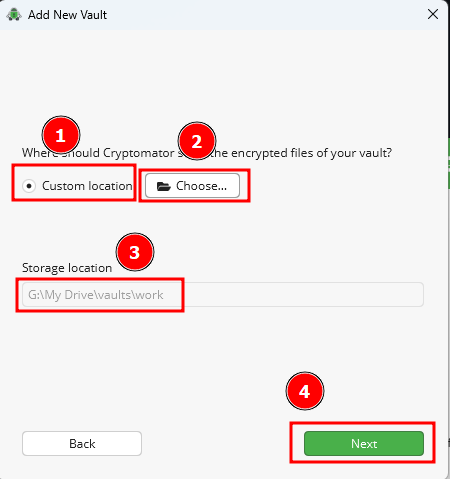 Add New Vault
1
2
Where should Cryptomator s the encrypted files of your vault?
Custom location
Choose...
3
Storage location
G:\My Drive\vaults\work
4
Back
Next